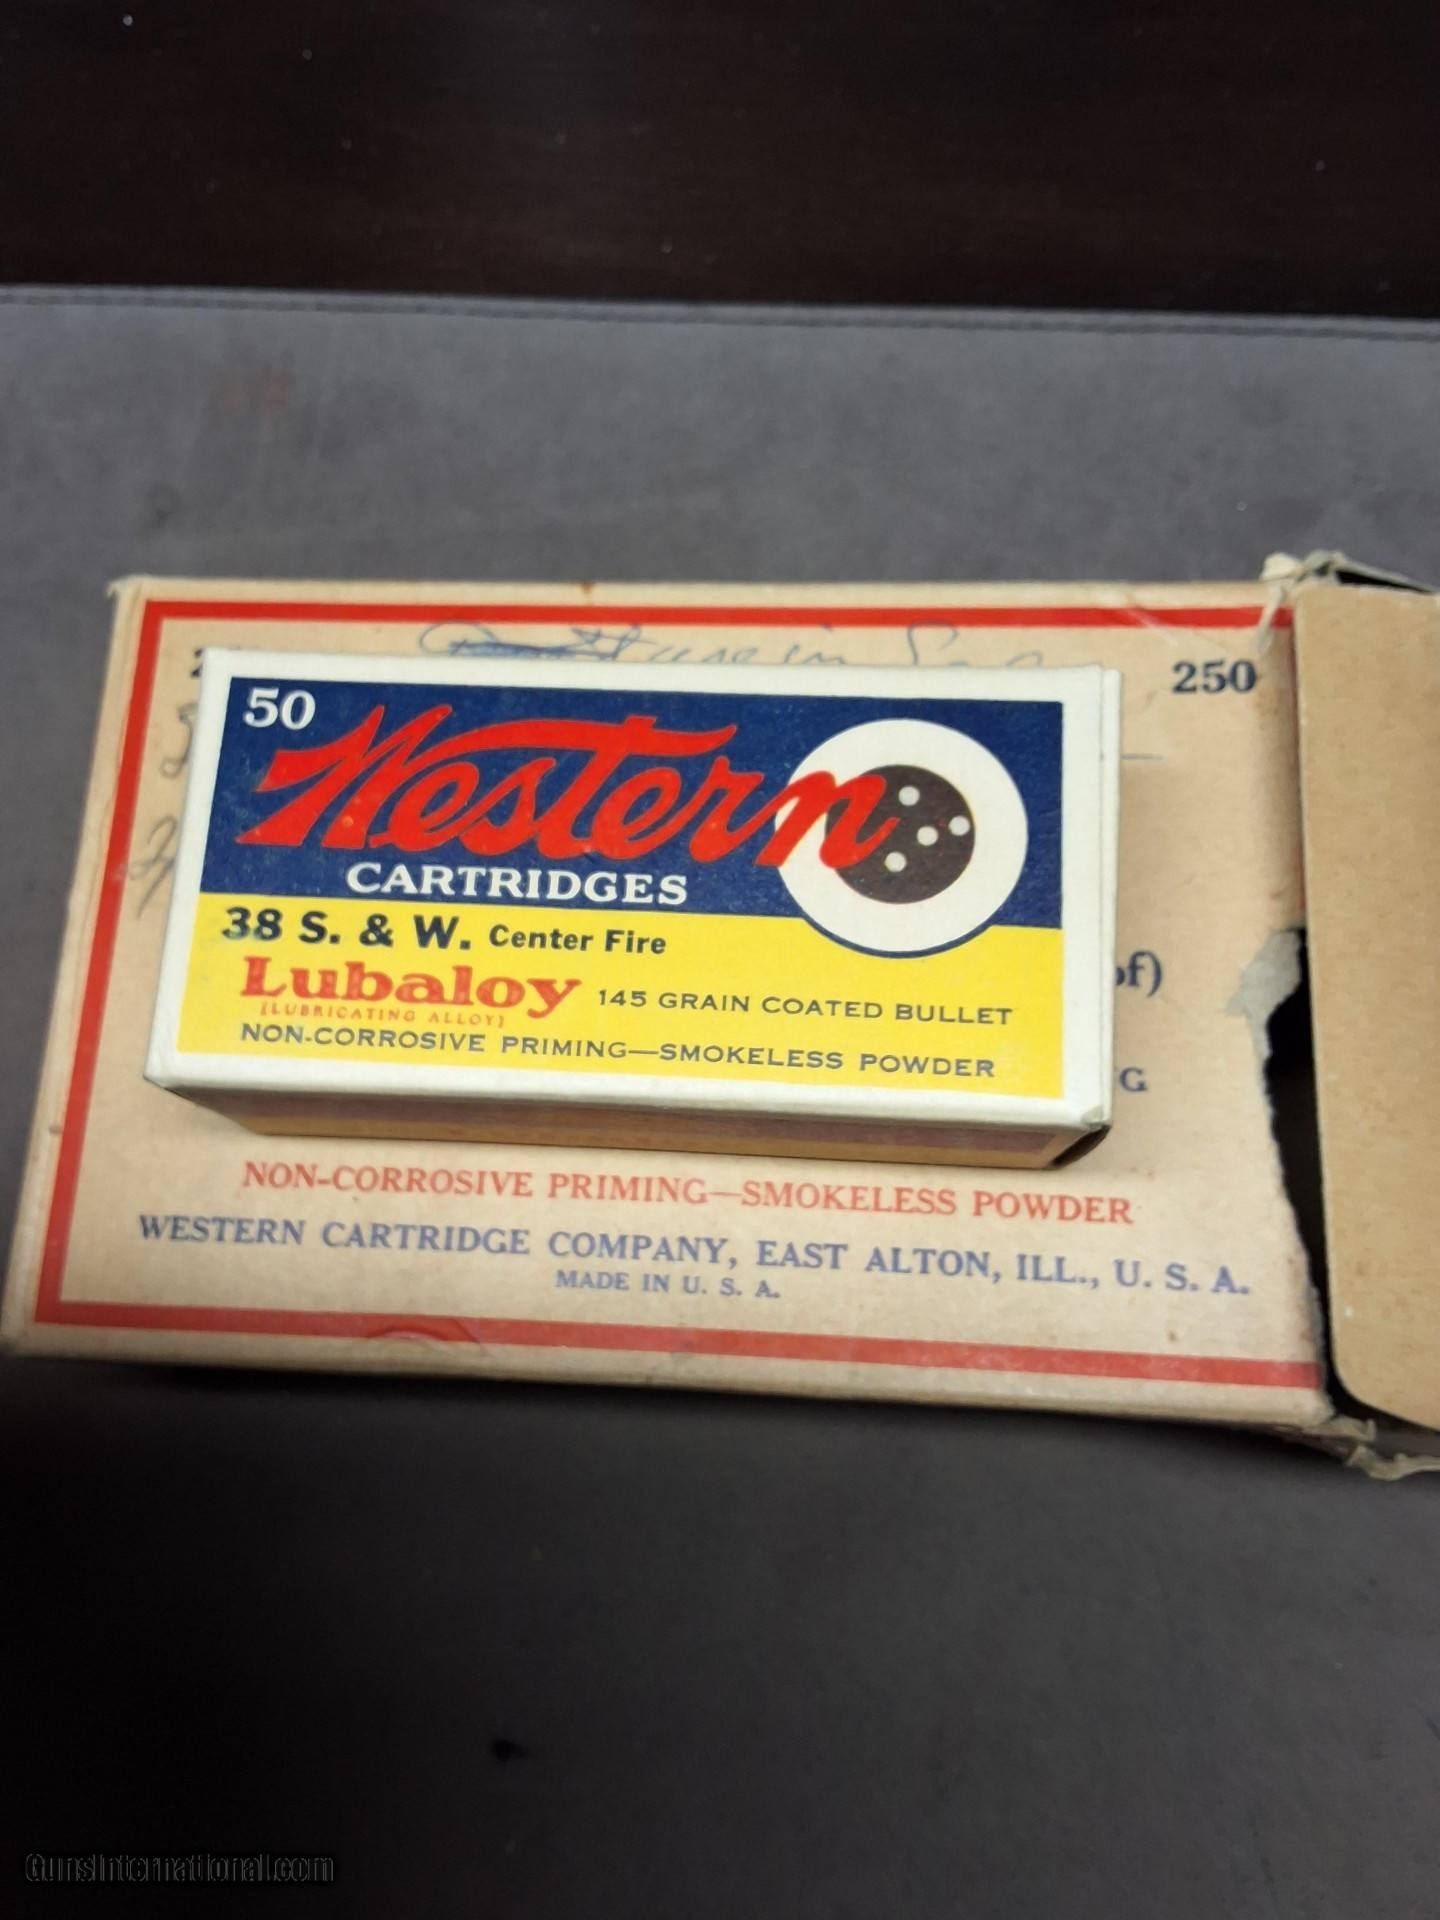 250
50
Western
CARTRIDGES
38 S. & W. Center Fire
Lubaloy 145 GRAIN COATED BULLET
[LUBRICATING ALLOY]
NON-CORROSIVE PRIMING—SMOKELESS POWDER
of)
G
NON-CORROSIVE PRIMING—SMOKELESS POWDER
WESTERN CARTRIDGE COMPANY, EAST ALTON, ILL., U. S. A.
MADE IN U. S. A.
GunsInternational.com